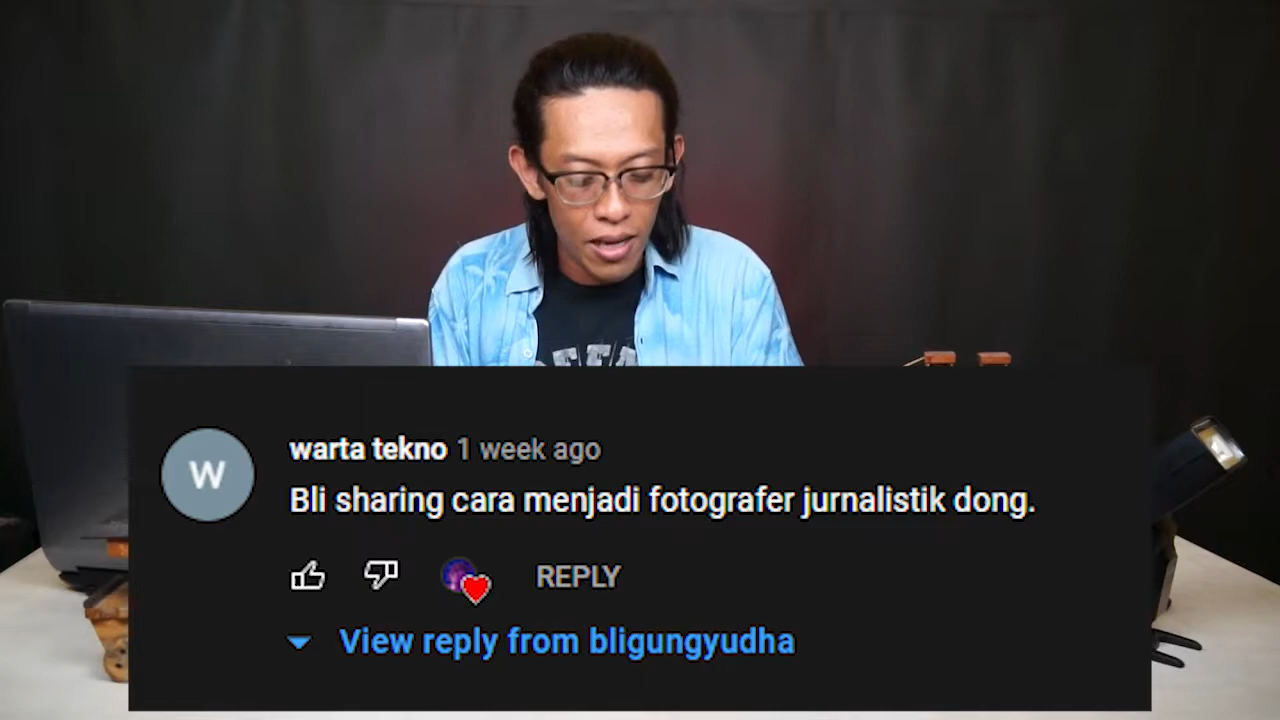 W
warta tekno 1 week ago
Bli sharing cara menjadi fotografer jurnalistik dong.
REPLY
View reply from bligungyudha